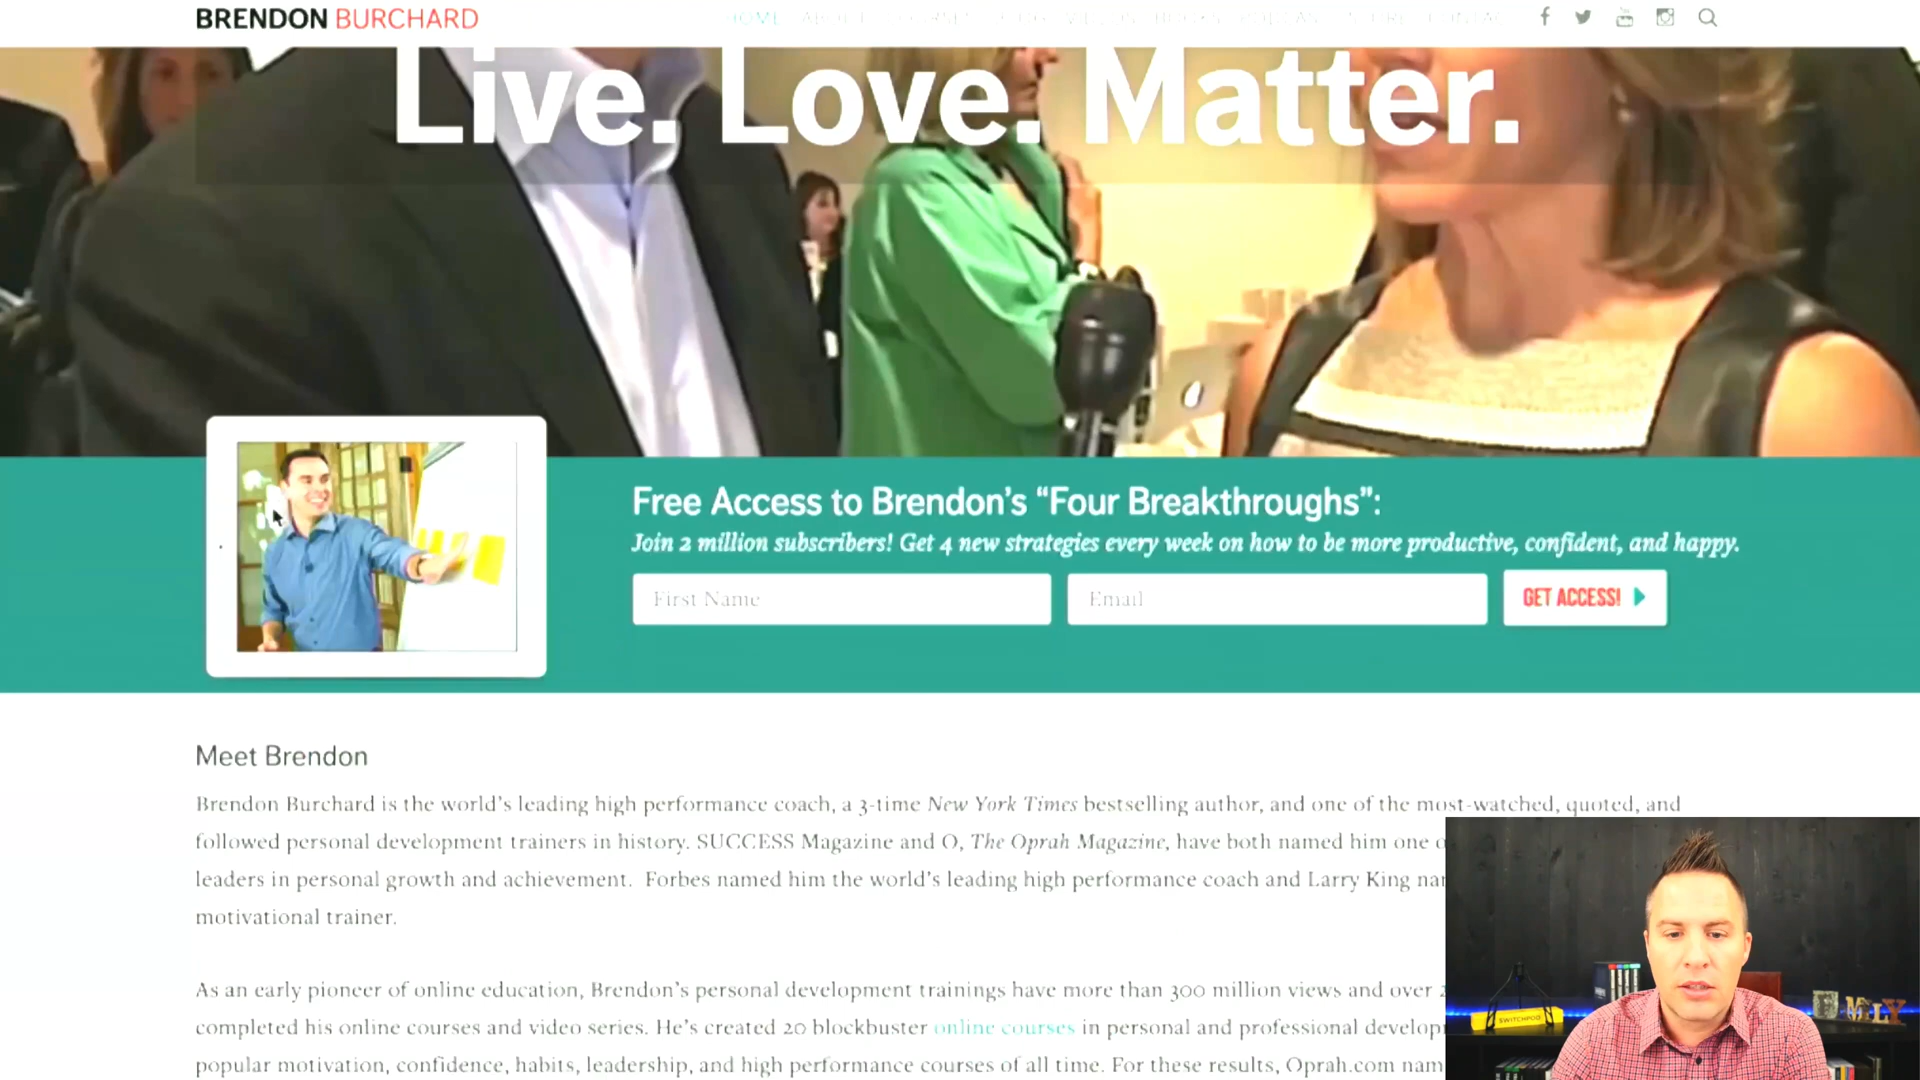 BRENDON BURCHARD
HOME ABOUT BOOKS PODCAST
Live. Love. Matter.
Free Access to Brendon's “Four Breakthroughs”:
Join 2 million subscribers! Get 4 new strategies every week on how to be more productive, confident, and happy.
First Name Email GET ACCESS!
Meet Brendon
Brendon Burchard is the world's leading high performance coach, a 3-time New York Times bestselling author, and one of the most-watched, quoted, and
followed personal development trainers in history. SUCCESS Magazine and O, The Oprah Magazine, have both named him one
leaders in personal growth and achievement. Forbes named him the world's leading high performance coach and Larry King
motivational trainer.
As an early pioneer of online education, Brendon's personal development trainings have more than 300 million views and over
completed his online courses and video series. He's created 20 blockbuster online courses in personal and professional
popular motivation, confidence, habits, leadership, and high performance courses of all time. For these results, Oprah.com
SWITCHPOD